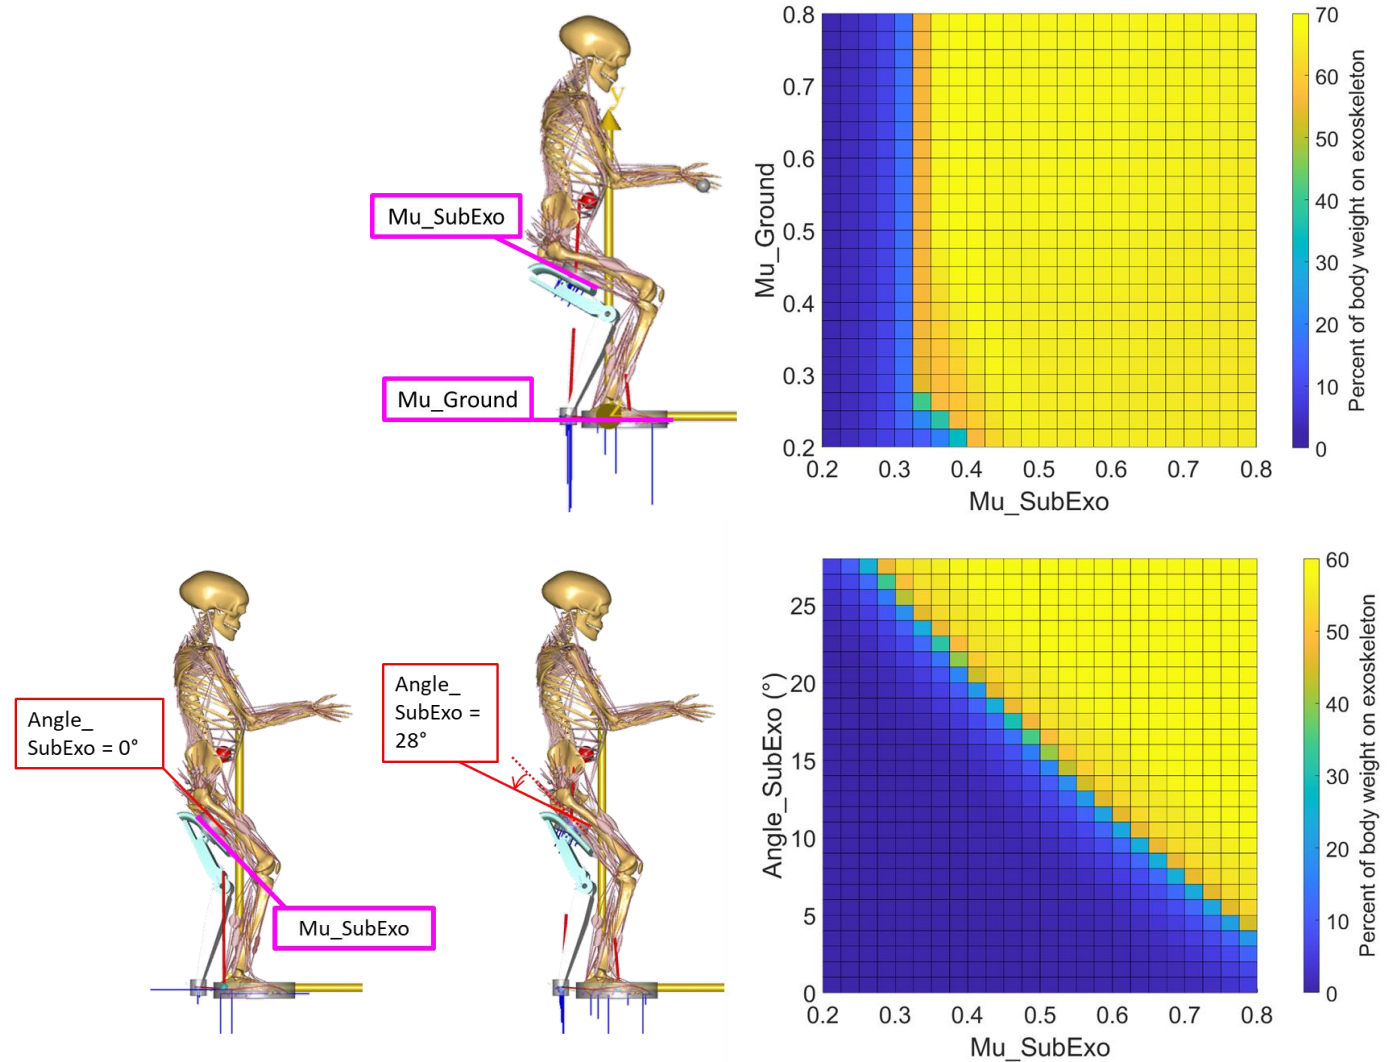 y
Mu_SubExo
Mu_Ground
0.8
0.7
0.6
0.5
0.4
0.3
0.2
Mu_Ground
0.2 0.3 0.4 0.5 0.6 0.7 0.8
Mu_SubExo
70
60
50
40
30
20
10
0
Percent of body weight on exoskeleton
Angle_
SubExo = 0°
Mu_SubExo
Angle_
SubExo =
28°
25
20
15
10
5
0
Angle_SubExo (°)
0.2 0.3 0.4 0.5 0.6 0.7 0.8
Mu_SubExo
60
50
40
30
20
10
0
Percent of body weight on exoskeleton